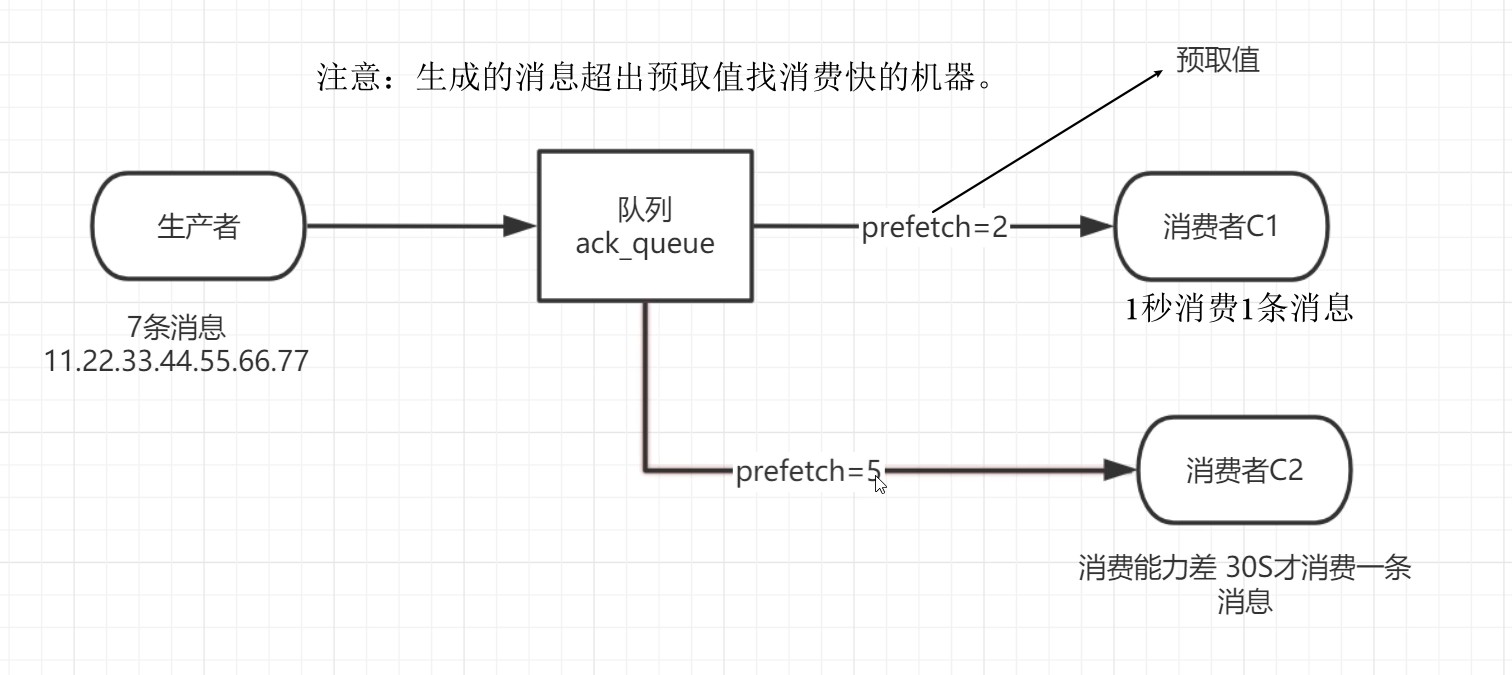 注意：生成的消息超出预取值找消费快的机器。
预取值
生产者
队列
ack_queue
prefetch=2
消费者C1
7条消息
11.22.33.44.55.66.77
1秒消费1条消息
prefetch=5
消费者C2
消费能力差 30S才消费一条
消息